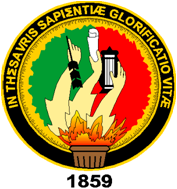 IN THESAVRIS SAPIENTIÆ GLORIFICATIO VITÆ
1859